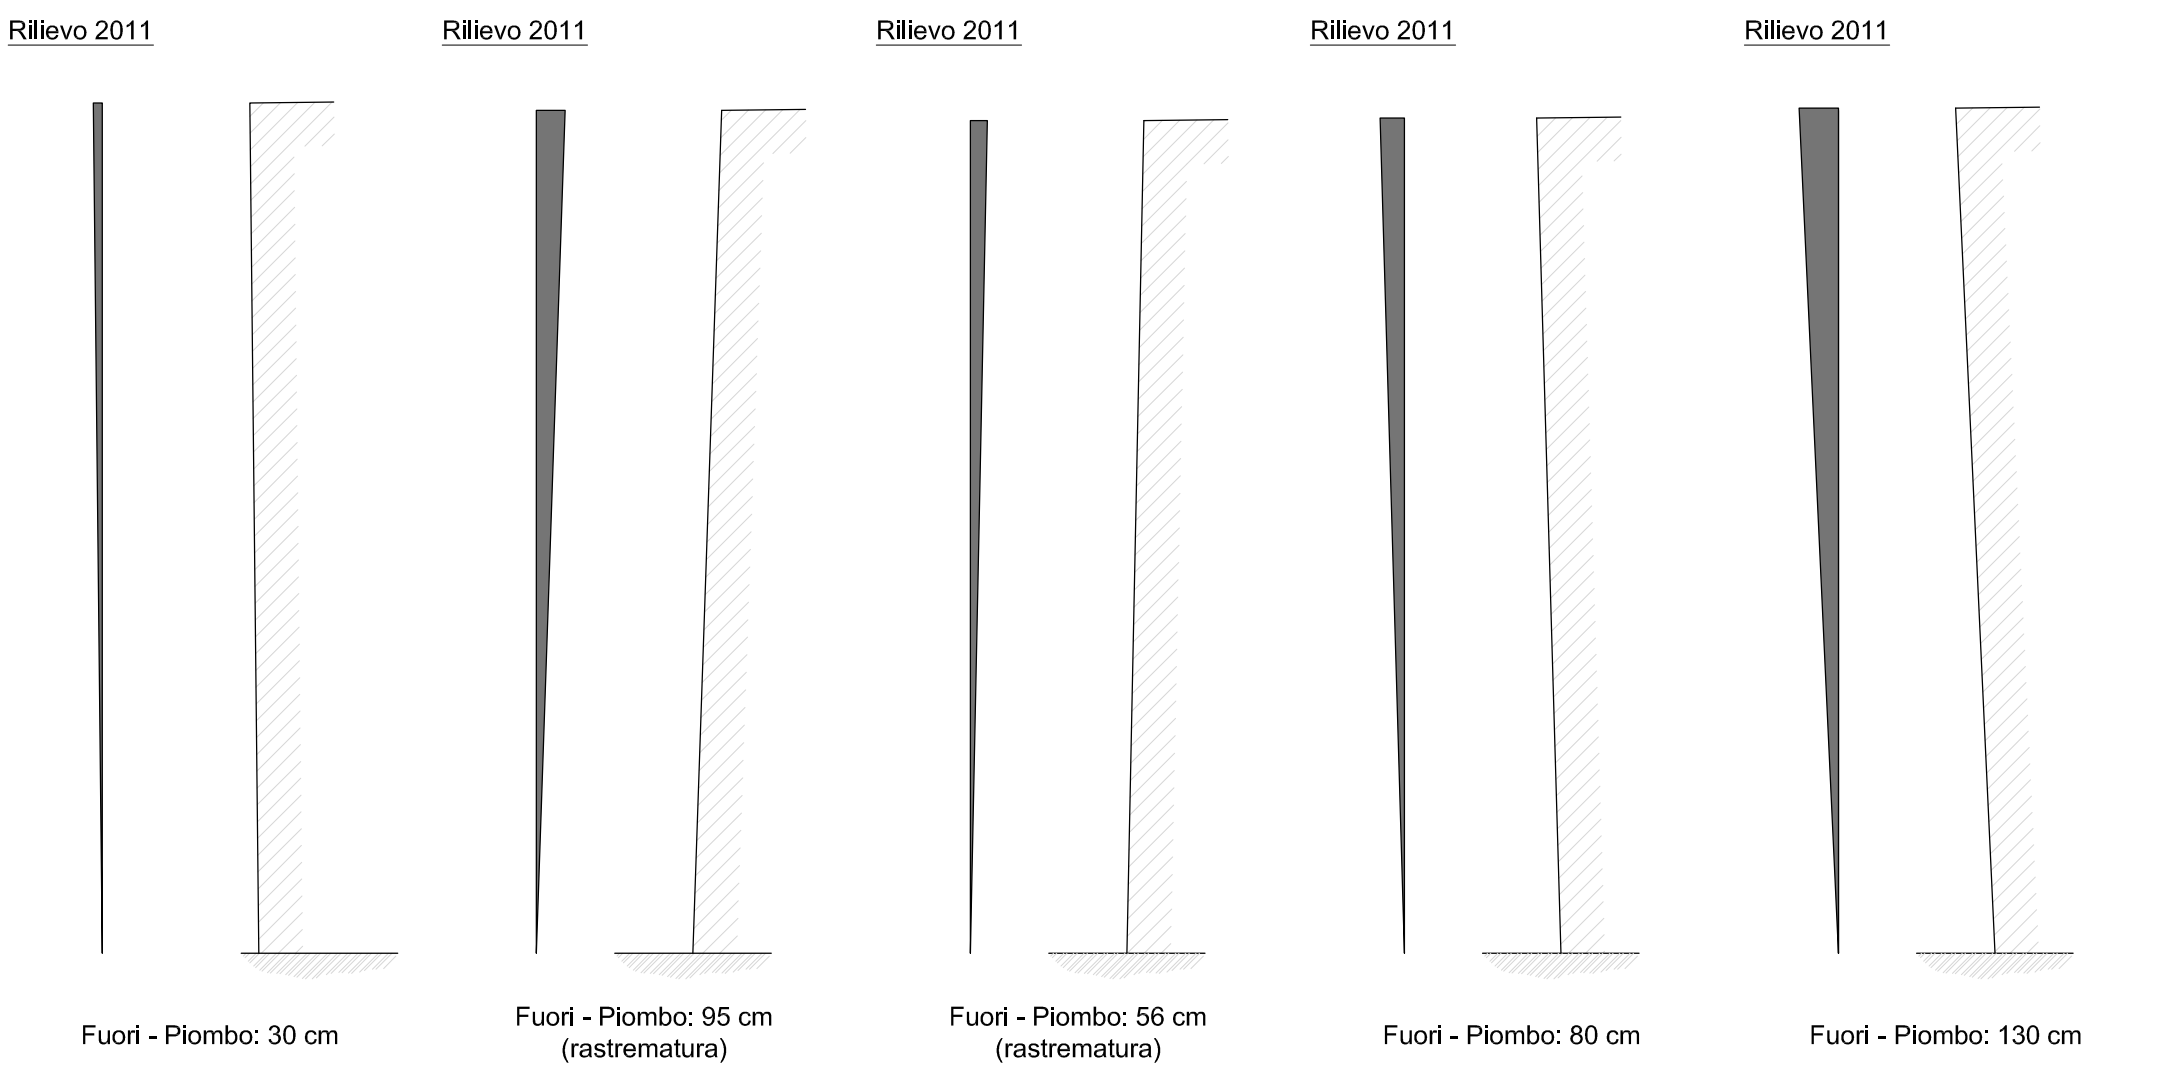 Rilievo 2011
Rilievo 2011
Rilievo 2011
Rilievo 2011
Rilievo 2011
Fuori - Piombo: 30 cm
Fuori - Piombo: 95 cm
(rastrematura)
Fuori - Piombo: 56 cm
(rastrematura)
Fuori - Piombo: 80 cm
Fuori - Piombo: 130 cm